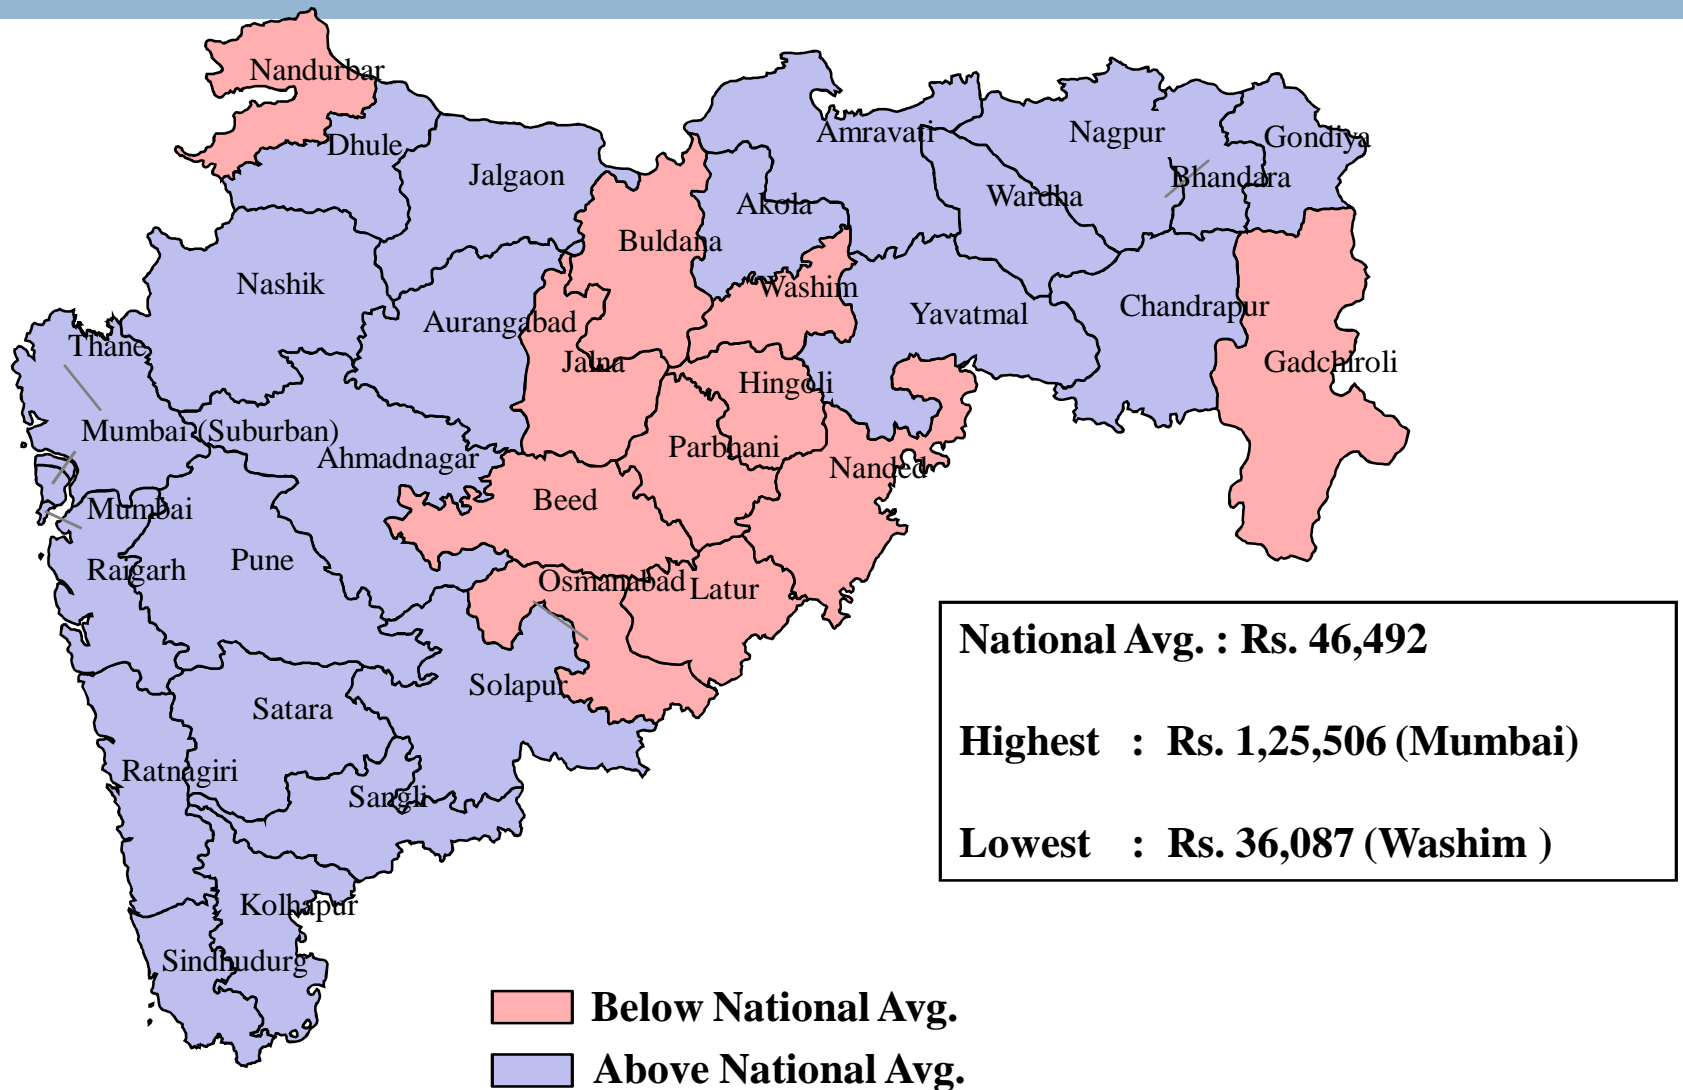 Nandurbar
Dhule
Jalgaon
Amravati
Nagpur
Gondiya
Bhandara
Wardha
Akola
Buldana
Nashik
Washim
Aurangabad
Yavatmal
Chandrapur
Thane
Jalna
Hingoli
Gadchiroli
Mumbai (Suburban)
Ahmadnagar
Parbhani
Nanded
Beed
Mumbai
Raigarh
Pune
Osmanabad
Latur
Solapur
Satara
Ratnagiri
Sangli
Kolhapur
Sindhudurg
National Avg. : Rs. 46,492
Highest : Rs. 1,25,506 (Mumbai)
Lowest : Rs. 36,087 (Washim )
Below National Avg.
Above National Avg.